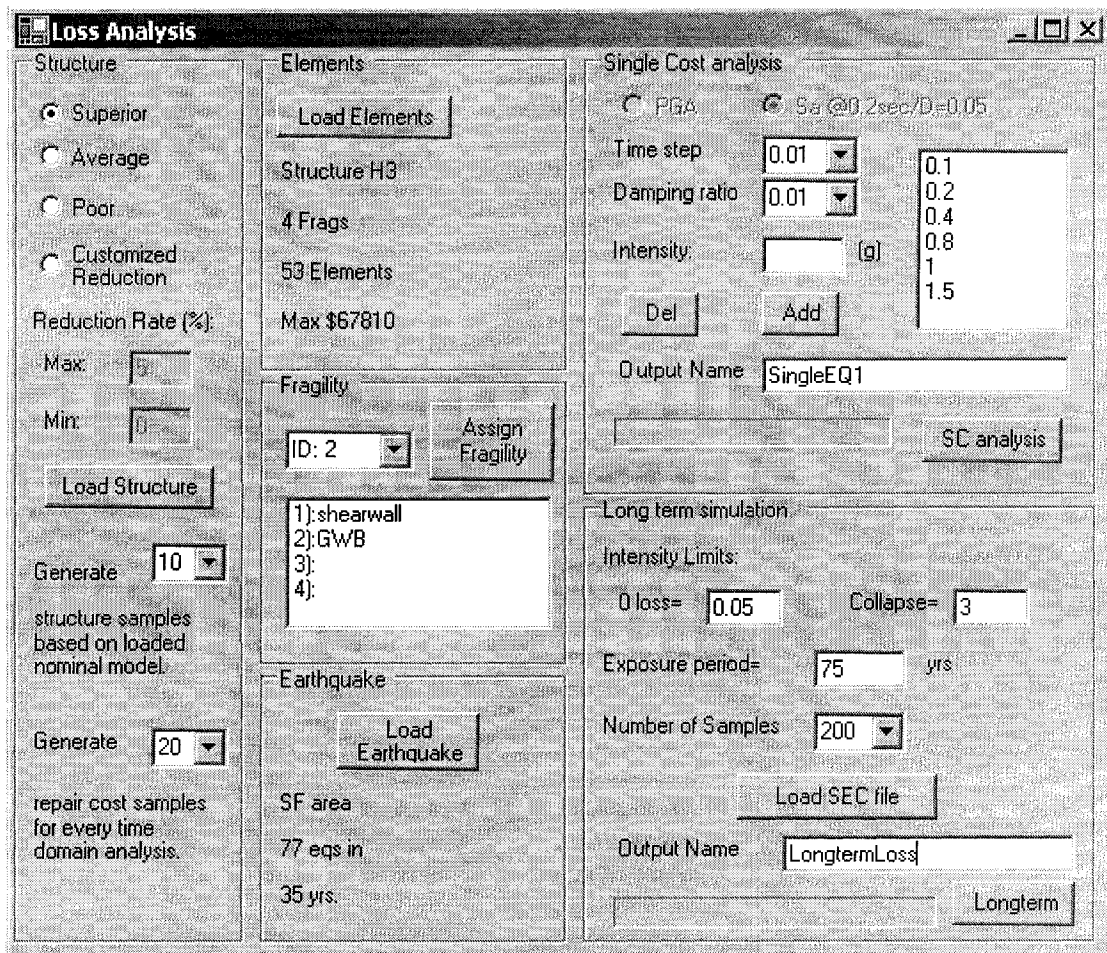 Loss Analysis
Structure
Superior
Average
Poor
Customized
Reduction
Reduction Rate (%):
Max: 5
Min: 0
Load Structure
Generate 10
structure samples
based on loaded
nominal model.
Generate 20
repair cost samples
for every time
domain analysis.
Elements
Load Elements
Structure H3
4 Frags
53 Elements
Max $67810
Fragility
ID: 2
Assign
Fragility
1):shearwall
2):GWB
3):
4):
Earthquake
Load
Earthquake
SF area
77 eqs in
35 yrs.
Single Cost analysis
PGA Sa @0.2sec/D=0.05
Time step 0.01
Damping ratio 0.01
Intensity: (g)
0.1
0.2
0.4
0.8
1
1.5
Del Add
Output Name SingleEQ1
SC analysis
Long term simulation
Intensity Limits:
0 loss= 0.05 Collapse= 3
Exposure period= 75 yrs
Number of Samples 200
Load SEC file
Output Name LongtermLoss
Longterm